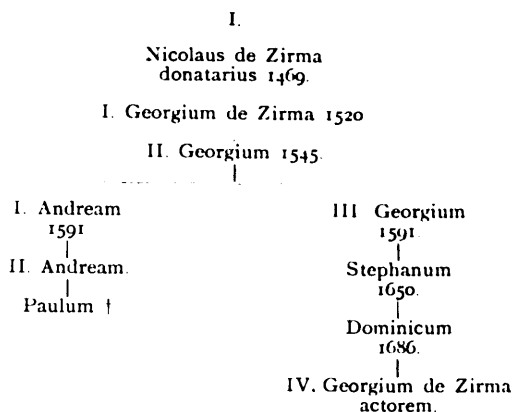 I.
Nicolaus de Zirma
donatarius 1469.
I. Georgium de Zirma 1520
II. Georgium 1545.
I. Andream
1591
II. Andream.
Paulum †
III Georgium
1591.
Stephanum
1650.
Dominicum
1686.
IV. Georgium de Zirma
actorem.